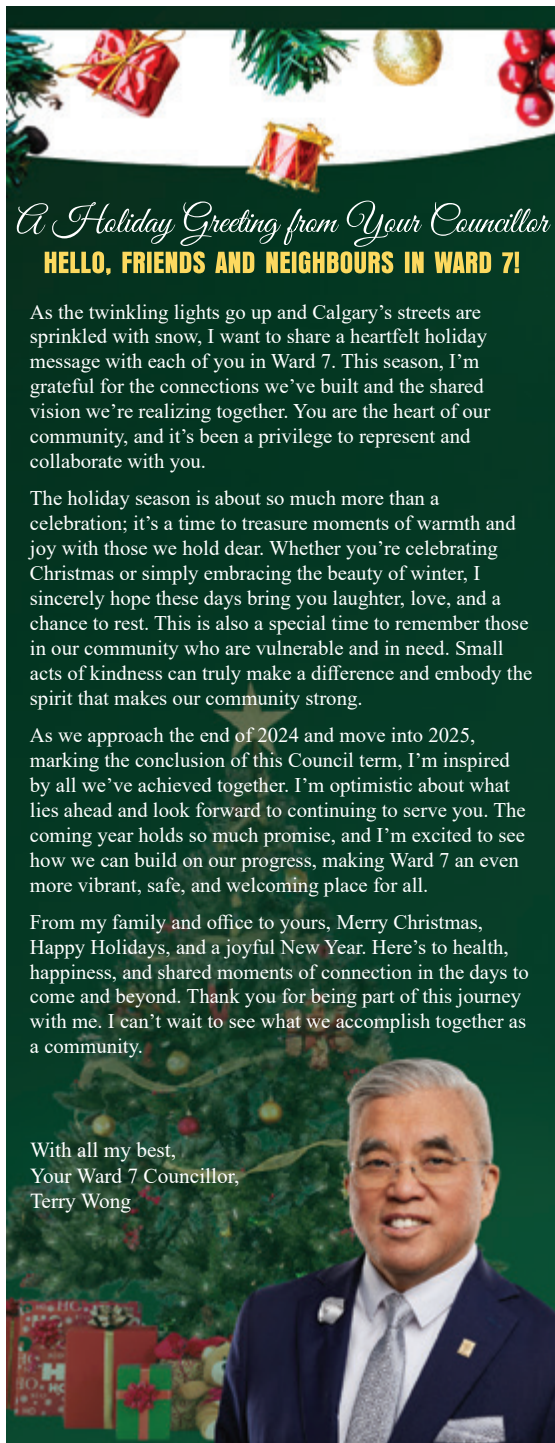 A Holiday Greeting from Your Councillor
HELLO, FRIENDS AND NEIGHBOURS IN WARD 7!
As the twinkling lights go up and Calgary’s streets are
sprinkled with snow, I want to share a heartfelt holiday
message with each of you in Ward 7. This season, I’m
grateful for the connections we’ve built and the shared
vision we’re realizing together. You are the heart of our
community, and it’s been a privilege to represent and
collaborate with you.
The holiday season is about so much more than a
celebration; it’s a time to treasure moments of warmth and
joy with those we hold dear. Whether you’re celebrating
Christmas or simply embracing the beauty of winter, I
sincerely hope these days bring you laughter, love, and a
chance to rest. This is also a special time to remember those
in our community who are vulnerable and in need. Small
acts of kindness can truly make a difference and embody the
spirit that makes our community strong.
As we approach the end of 2024 and move into 2025,
marking the conclusion of this Council term, I’m inspired
by all we’ve achieved together. I’m optimistic about what
lies ahead and look forward to continuing to serve you. The
coming year holds so much promise, and I’m excited to see
how we can build on our progress, making Ward 7 an even
more vibrant, safe, and welcoming place for all.
From my family and office to yours, Merry Christmas,
Happy Holidays, and a joyful New Year. Here’s to health,
happiness, and shared moments of connection in the days to
come and beyond. Thank you for being part of this journey
with me. I can’t wait to see what we accomplish together as
a community.
With all my best,
Your Ward 7 Councillor,
Terry Wong